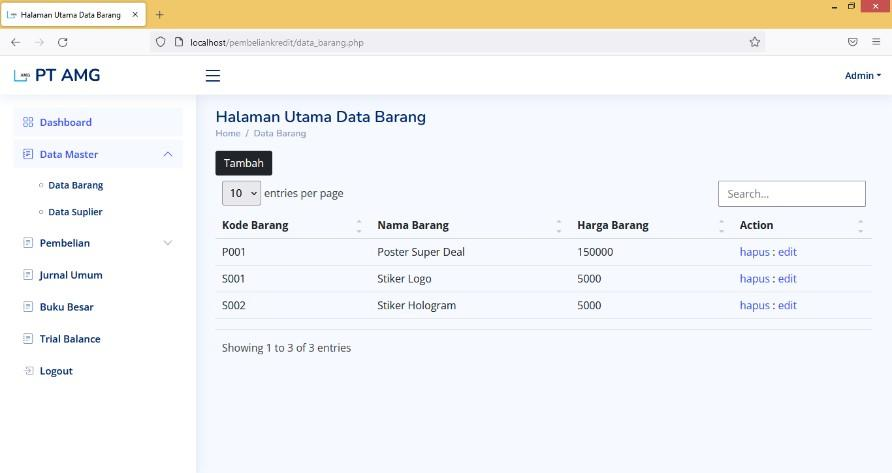 Halaman Utama Data Barang
localhost/pembeliankredit/data_barang.php
AMG PT AMG
Admin
Dashboard
Data Master
Data Barang
Data Suplier
Pembelian
Jurnal Umum
Buku Besar
Trial Balance
Logout
Halaman Utama Data Barang
Home / Data Barang
Tambah
10 entries per page
Search...
Kode Barang Nama Barang Harga Barang Action
P001 Poster Super Deal 150000 hapus : edit
S001 Stiker Logo 5000 hapus : edit
S002 Stiker Hologram 5000 hapus : edit
Showing 1 to 3 of 3 entries